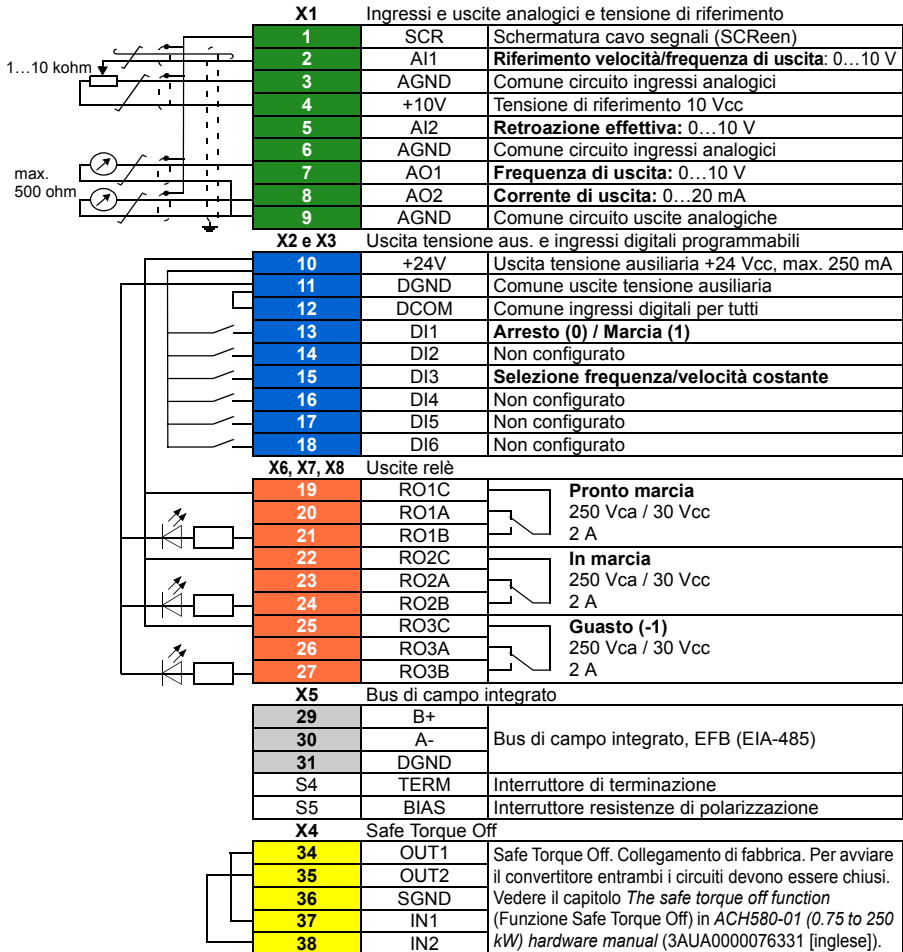 X1 Ingressi e uscite analogici e tensione di riferimento
1 SCR Schermatura cavo segnali (SCReen)
2 AI1 Riferimento velocità/frequenza di uscita: 0…10 V
1…10 kohm
3 AGND Comune circuito ingressi analogici
4 +10V Tensione di riferimento 10 Vcc
5 AI2 Retroazione effettiva: 0…10 V
6 AGND Comune circuito ingressi analogici
7 AO1 Frequenza di uscita: 0…10 V
max.
500 ohm
8 AO2 Corrente di uscita: 0…20 mA
9 AGND Comune circuito uscite analogiche
X2 e X3 Uscita tensione aus. e ingressi digitali programmabili
10 +24V Uscita tensione ausiliaria +24 Vcc, max. 250 mA
11 DGND Comune uscite tensione ausiliaria
12 DCOM Comune ingressi digitali per tutti
13 DI1 Arresto (0) / Marcia (1)
14 DI2 Non configurato
15 DI3 Selezione frequenza/velocità costante
16 DI4 Non configurato
17 DI5 Non configurato
18 DI6 Non configurato
X6, X7, X8 Uscite relè
19 RO1C Pronto marcia
20 RO1A 250 Vca / 30 Vcc
21 RO1B 2 A
22 RO2C In marcia
23 RO2A 250 Vca / 30 Vcc
24 RO2B 2 A
25 RO3C Guasto (-1)
26 RO3A 250 Vca / 30 Vcc
27 RO3B 2 A
X5 Bus di campo integrato
29 B+
30 A- Bus di campo integrato, EFB (EIA-485)
31 DGND
S4 TERM Interruttore di terminazione
S5 BIAS Interruttore resistenze di polarizzazione
X4 Safe Torque Off
34 OUT1 Safe Torque Off. Collegamento di fabbrica. Per avviare
35 OUT2 il convertitore entrambi i circuiti devono essere chiusi.
36 SGND Vedere il capitolo The safe torque off function
37 IN1 (Funzione Safe Torque Off) in ACH580-01 (0.75 to 250
38 IN2 kW) hardware manual (3AUA0000076331 [inglese]).